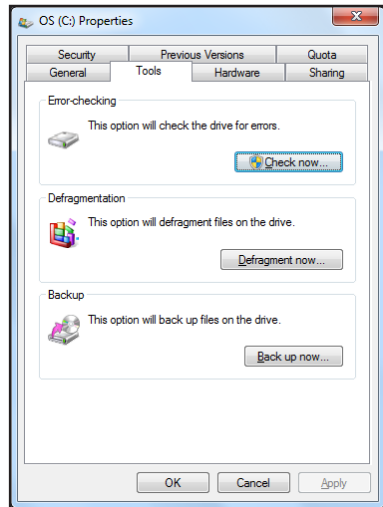 OS (C:) Properties
Security Previous Versions Quota
General Tools Hardware Sharing
Error-checking
This option will check the drive for errors.
Check now...
Defragmentation
This option will defragment files on the drive.
Defragment now...
Backup
This option will back up files on the drive.
Back up now...
OK Cancel Apply